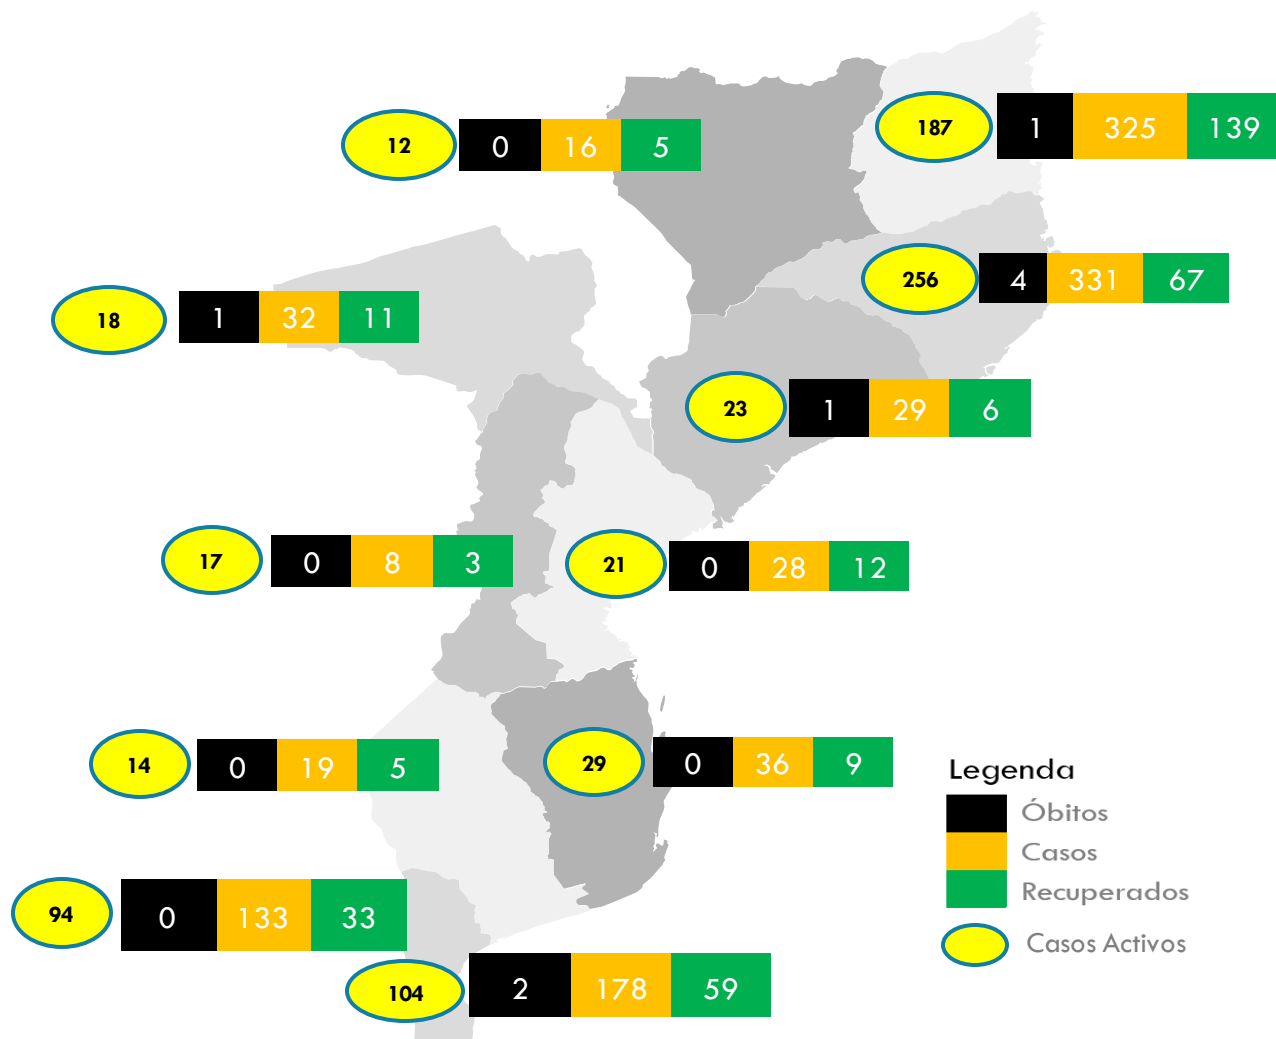 12 0 16 5
187 1 325 139
256 4 331 67
18 1 32 11
23 1 29 6
17 0 8 3
21 0 28 12
14 0 19 5
29 0 36 9
Legenda
Óbitos
Casos
Recuperados
Casos Activos
94 0 133 33
104 2 178 59